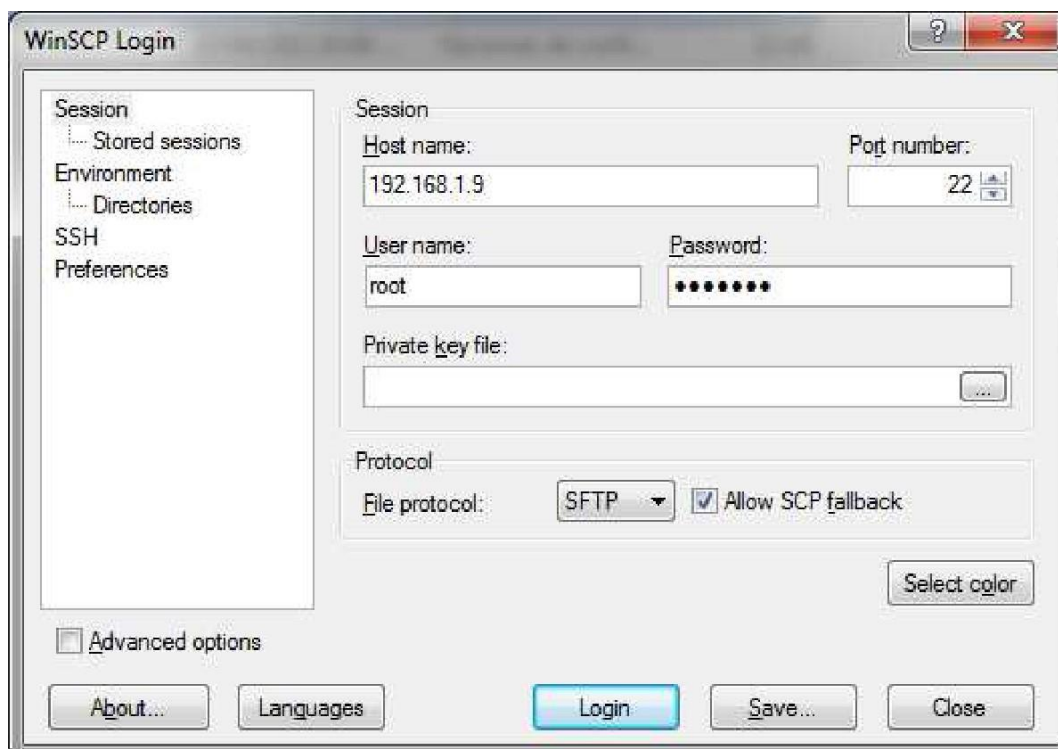 WinSCP Login
Session
Stored sessions
Environment
Directories
SSH
Preferences
Session
Host name:
Port number:
192.168.1.9
22
User name:
Password:
root
•••••••
Private key file:
...
Protocol
File protocol:
SFTP
Allow SCP fallback
Select color
Advanced options
About...
Languages
Login
Save...
Close